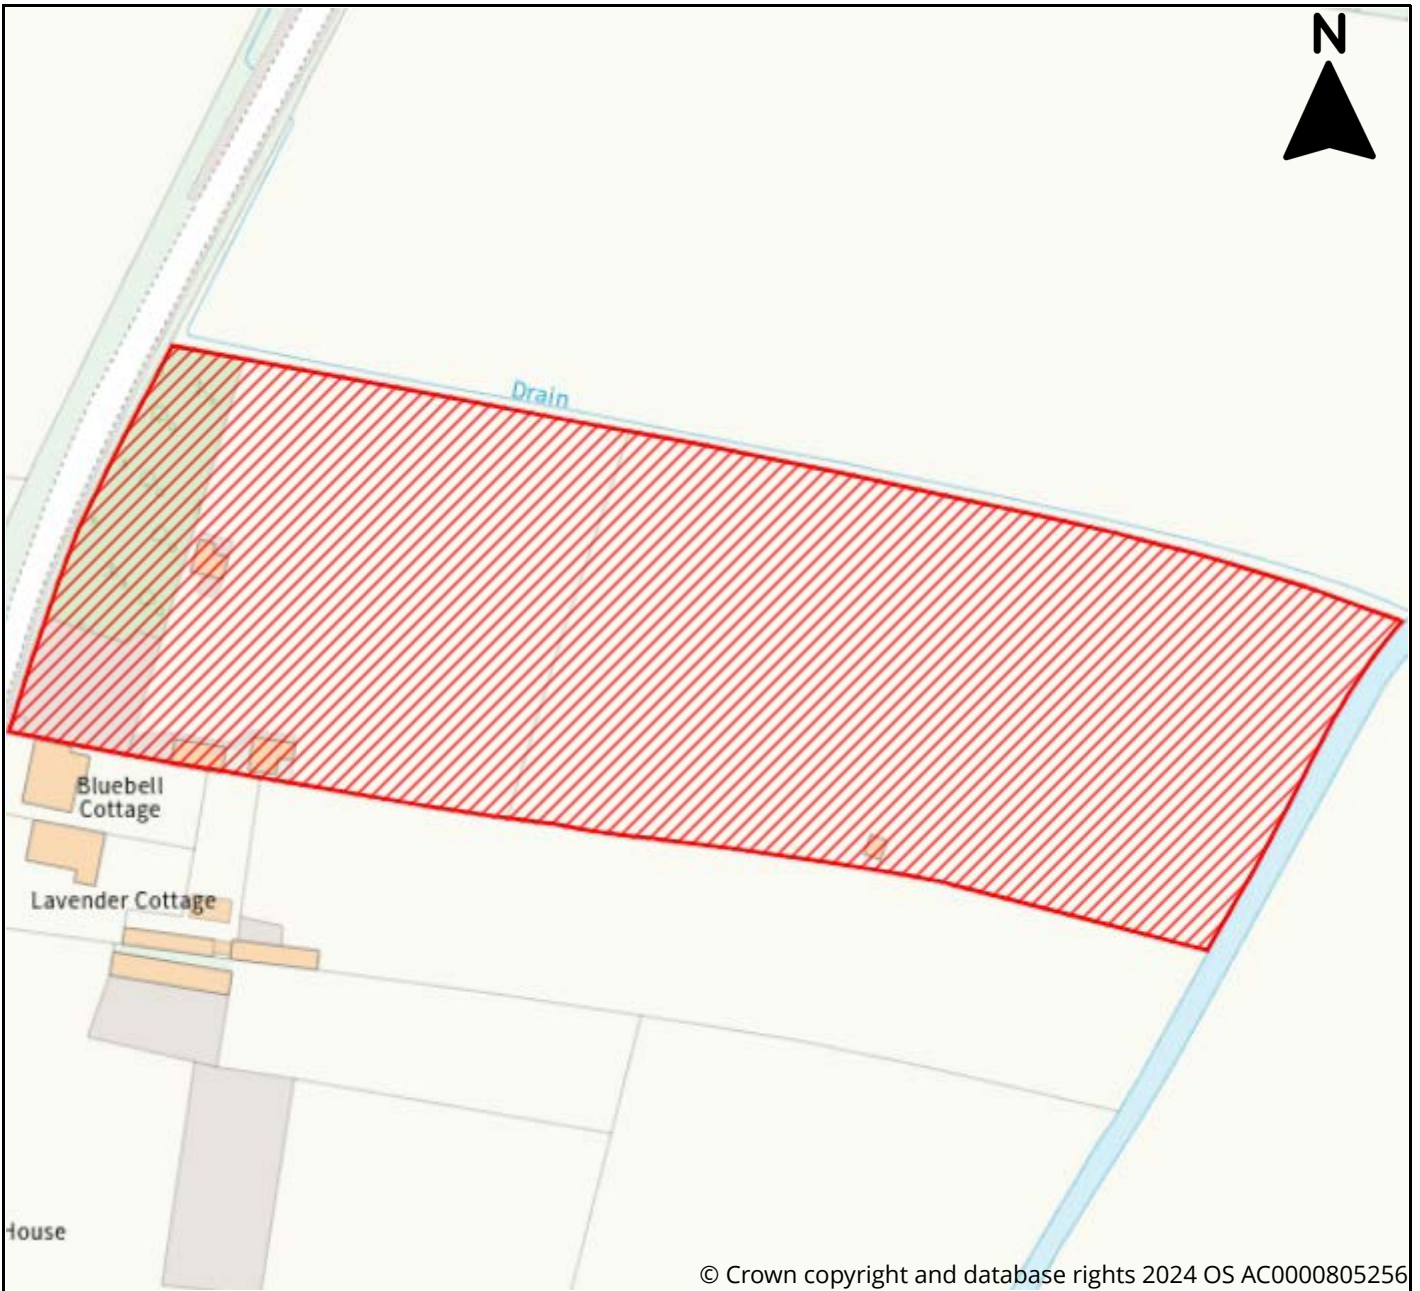 N
Drain
Bluebell
Cottage
Lavender Cottage
House
© Crown copyright and database rights 2024 OS AC0000805256